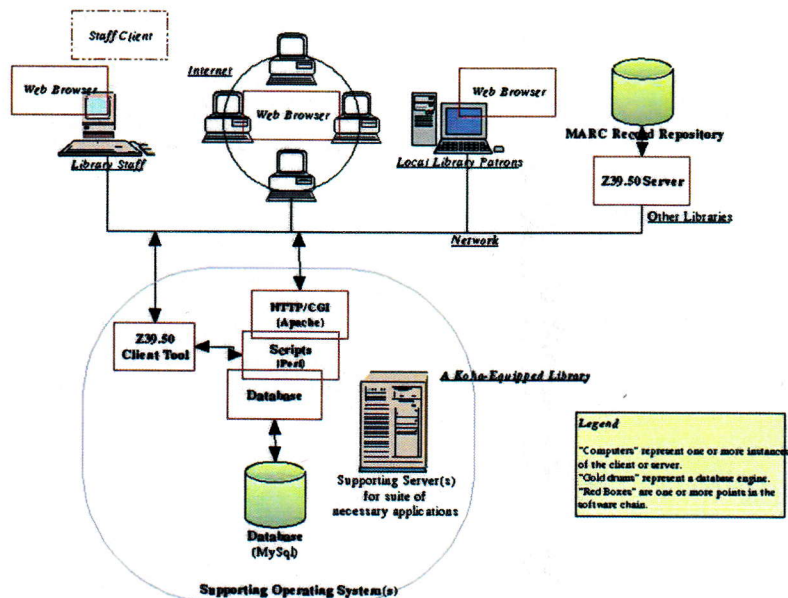 Staff Client
Web Browser
Library Staff
Internet
Web Browser
Web Browser
Local Library Patrons
MARC Record Repository
Z39.50 Server
Other Libraries
Network
HTTP/CGI
(Apache)
Z39.50
Client Tool
Scripts
(Perl)
Database
A Koha-Equipped Library
Supporting Server(s)
for suite of
necessary applications
Database
(MySql)
Supporting Operating System(s)
Legend
"Computers" represent one or more instances
of the client or server.
"Gold drums" represent a database engine.
"Red Boxes" are one or more points in the
software chain.